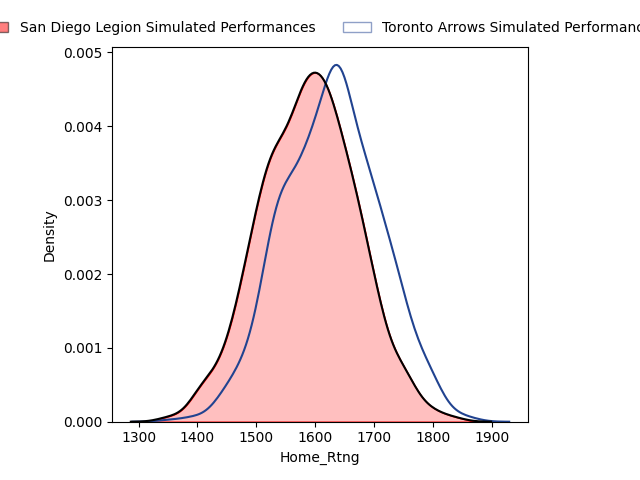 San Diego Legion Simulated Performances Toronto Arrows Simulated
0.005
0.004
0.003
0.002
0.001
0.000
Density
1300 1400 1500 1600 1700 1800 1900
Home_Rtng